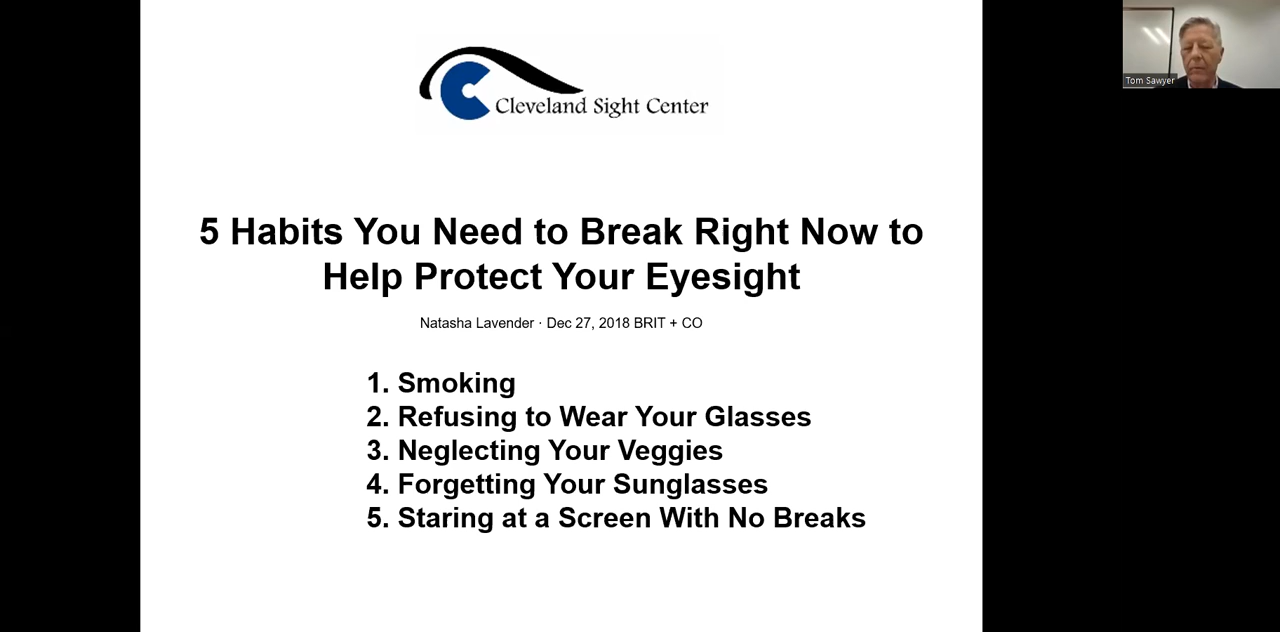 Cleveland Sight Center
Tom Sawyer
5 Habits You Need to Break Right Now to
Help Protect Your Eyesight
Natasha Lavender · Dec 27, 2018 BRIT + CO
1. Smoking
2. Refusing to Wear Your Glasses
3. Neglecting Your Veggies
4. Forgetting Your Sunglasses
5. Staring at a Screen With No Breaks